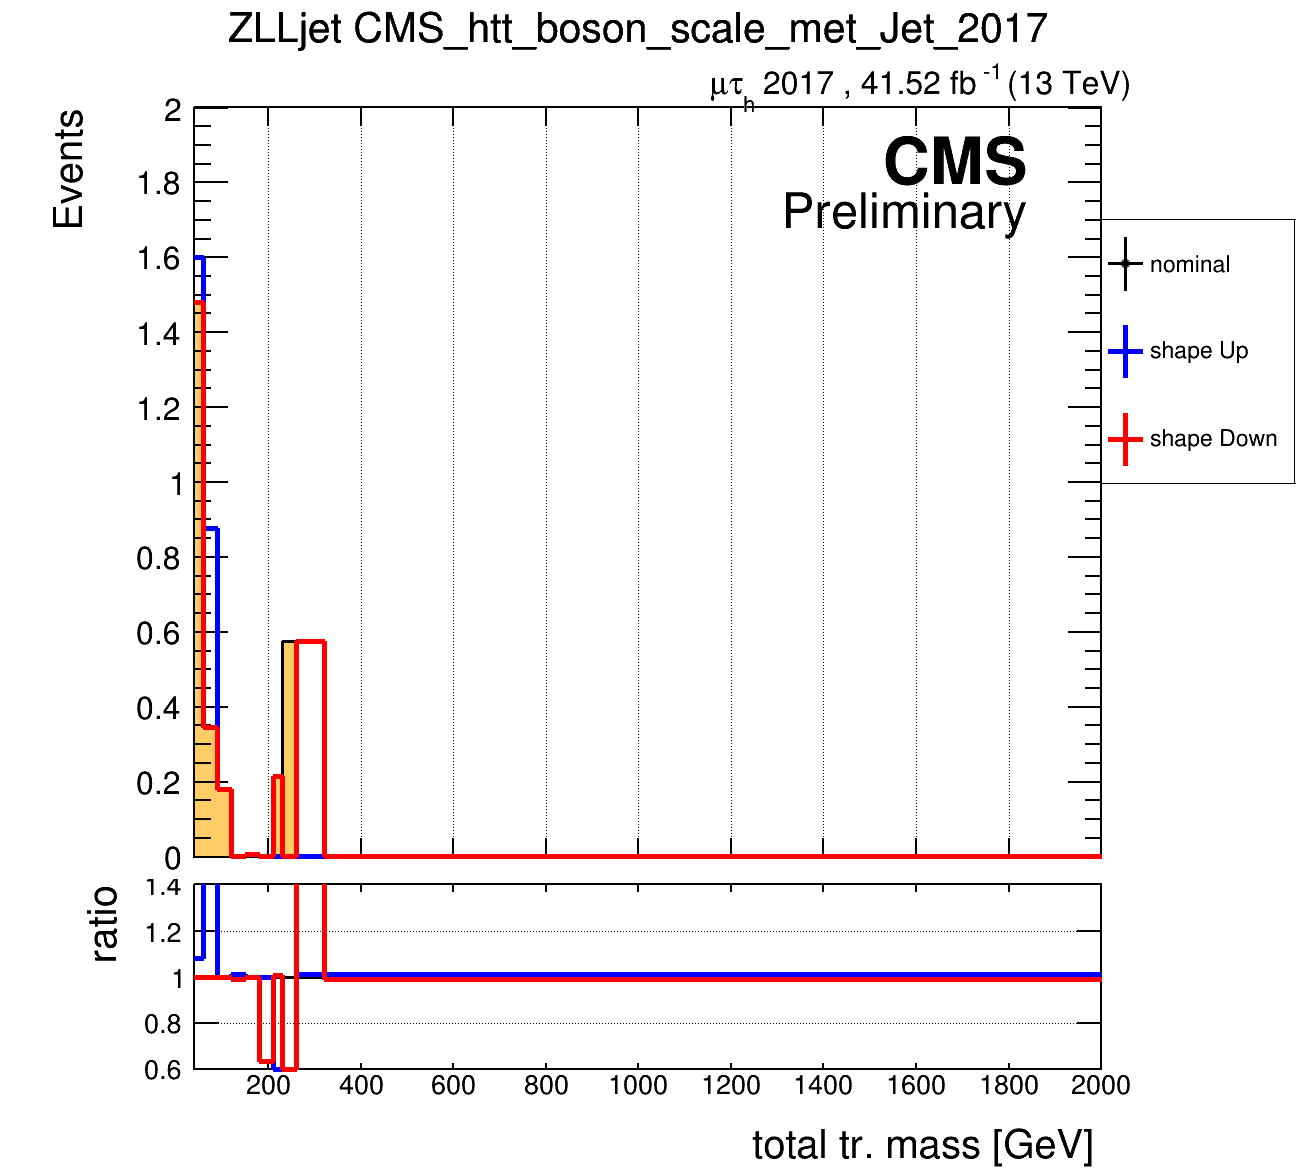 ZLLjet CMS_htt_boson_scale_met_Jet_2017
μτh 2017 , 41.52 fb-1 (13 TeV)
Events
2
1.8
1.6
1.4
1.2
1
0.8
0.6
0.4
0.2
0
CMS
Preliminary
nominal
shape Up
shape Down
ratio
1.4
1.2
1
0.8
0.6
200 400 600 800 1000 1200 1400 1600 1800 2000
total tr. mass [GeV]